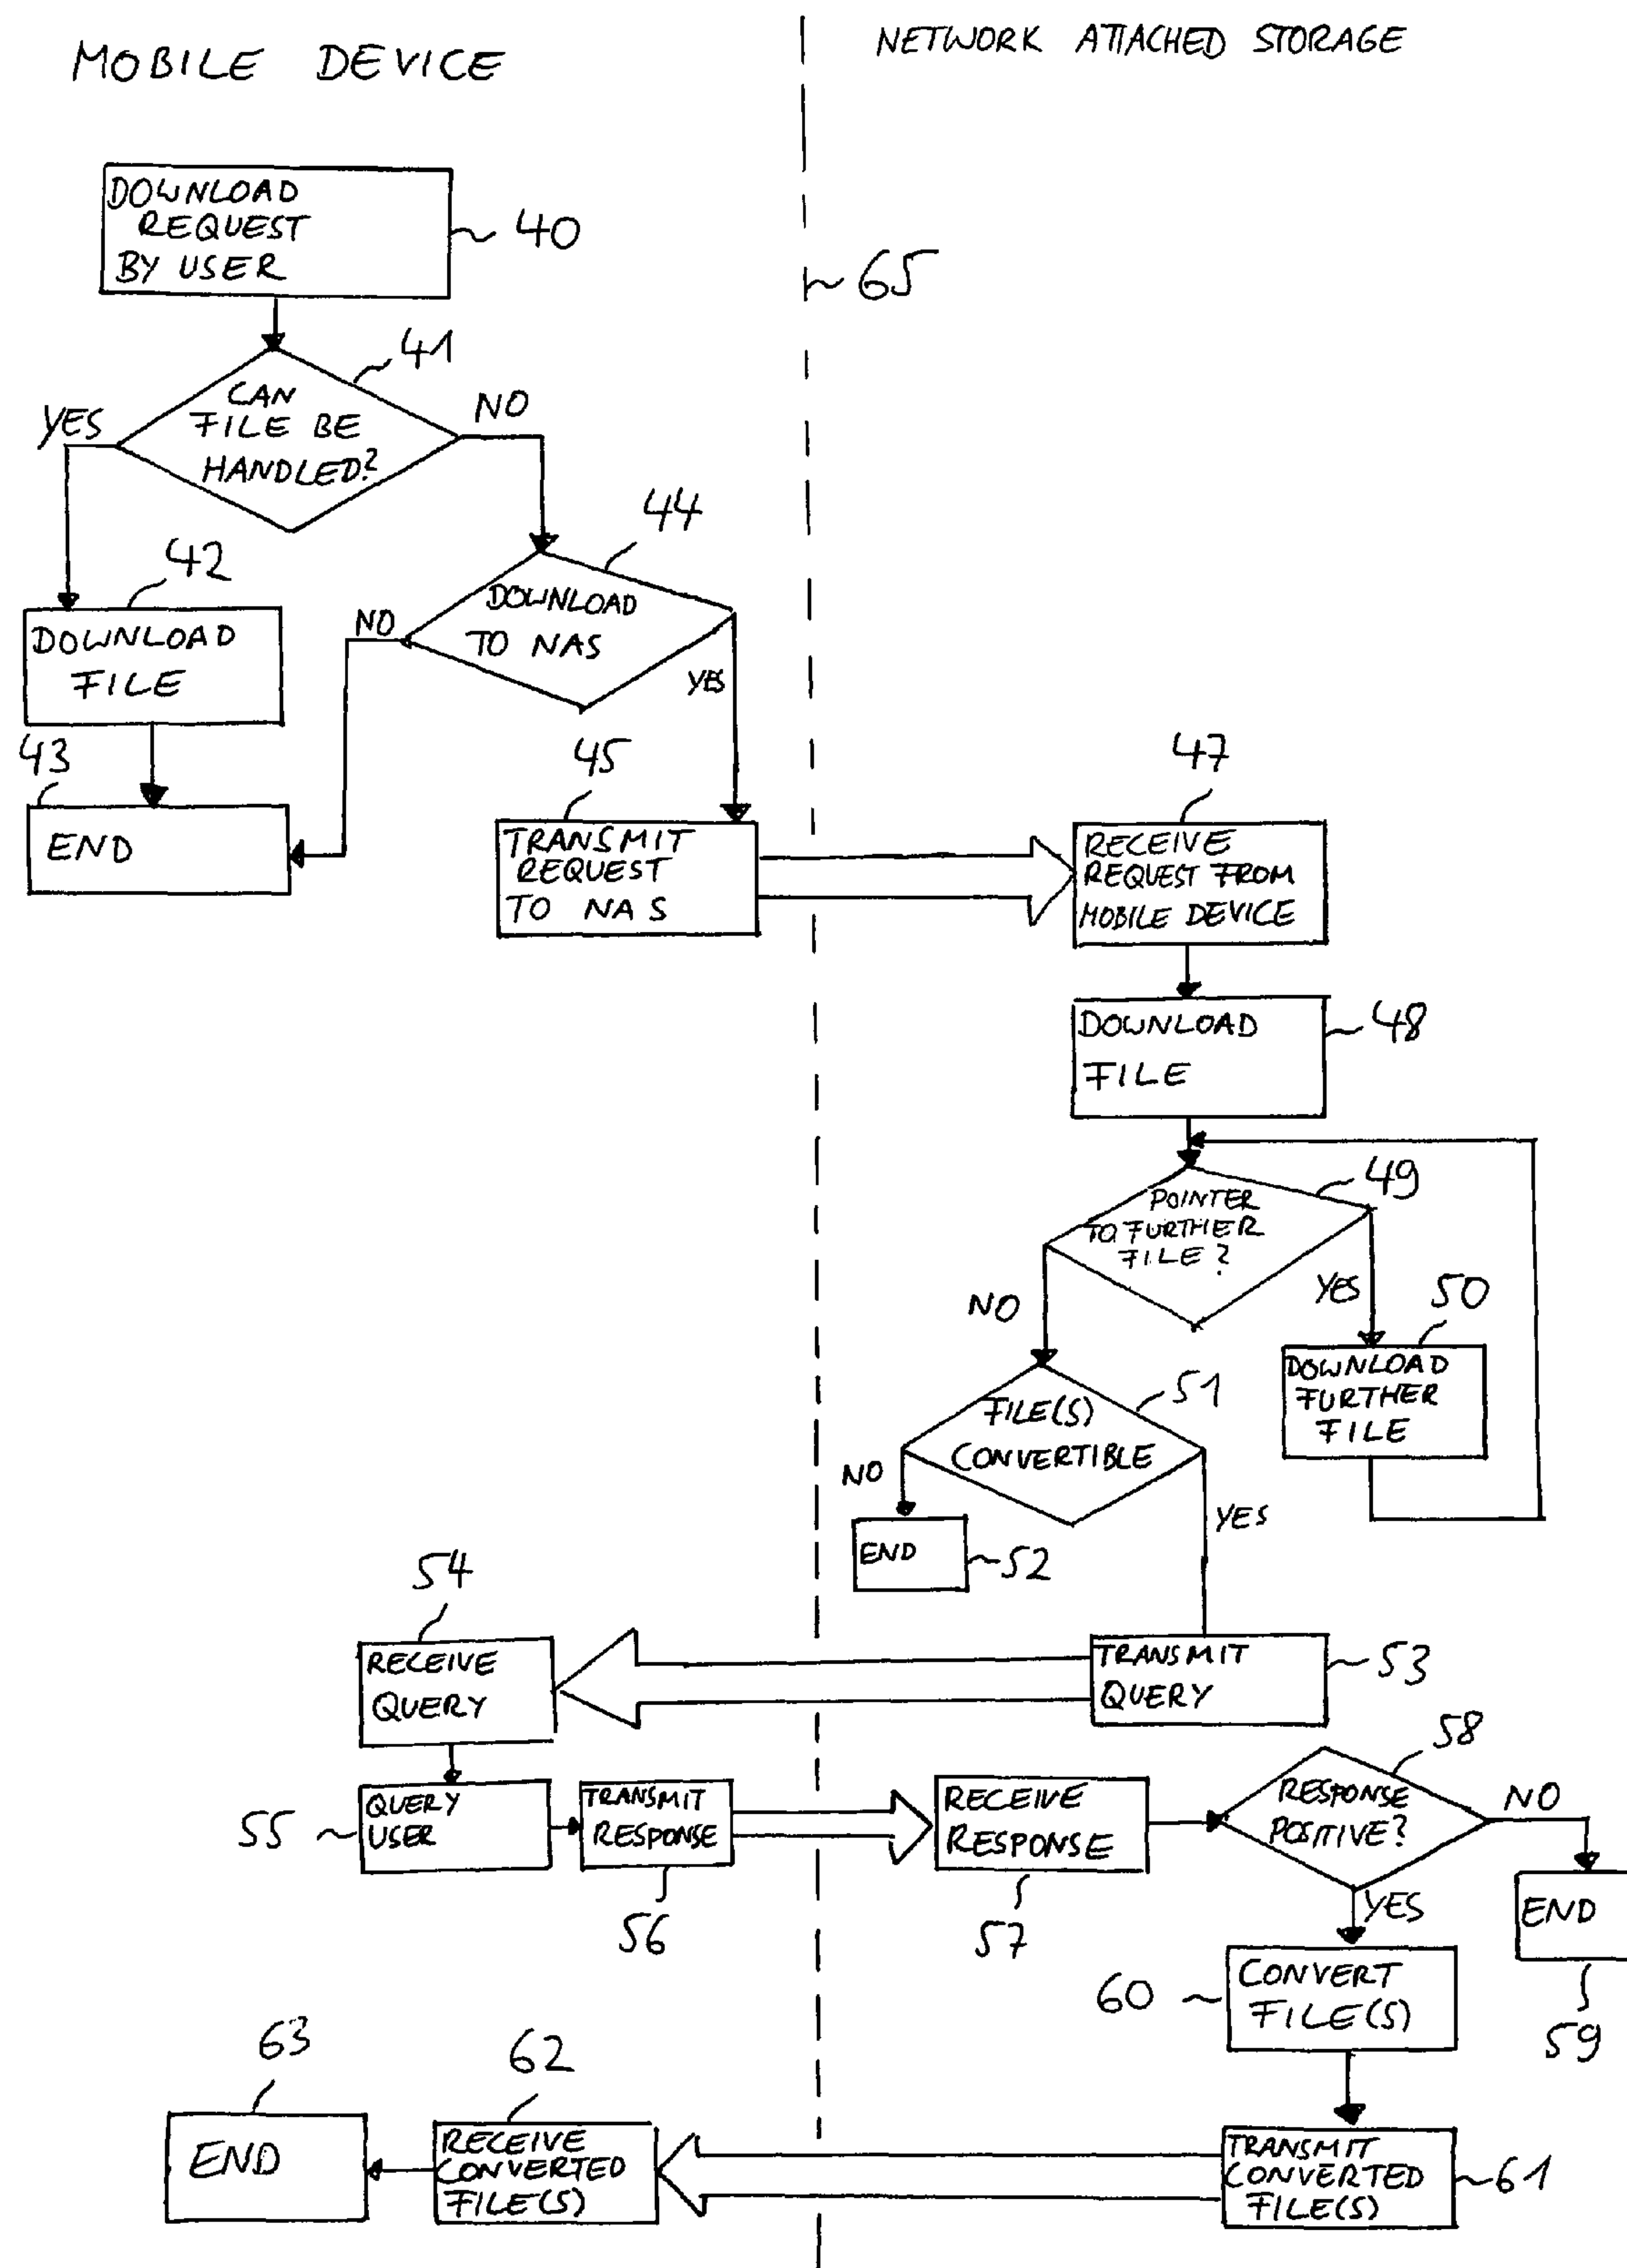 MOBILE DEVICE
NETWORK ATTACHED STORAGE
DOWNLOAD
REQUEST
BY USER
40
65
41
CAN
FILE BE
HANDLED?
YES
NO
44
42
DOWNLOAD
TO NAS
NO
YES
DOWNLOAD
FILE
43
END
45
TRANSMIT
REQUEST
TO NAS
47
RECEIVE
REQUEST FROM
MOBILE DEVICE
DOWNLOAD
FILE
48
49
POINTER
TO FURTHER
FILE?
NO
YES
50
DOWNLOAD
FURTHER
FILE
51
FILE(S)
CONVERTIBLE
NO
YES
END
52
54
RECEIVE
QUERY
TRANSMIT
QUERY
53
55
QUERY
USER
TRANSMIT
RESPONSE
56
RECEIVE
RESPONSE
57
58
RESPONSE
POSITIVE?
NO
YES
END
59
60
CONVERT
FILE(S)
63
END
62
RECEIVE
CONVERTED
FILE(S)
TRANSMIT
CONVERTED
FILE(S)
61